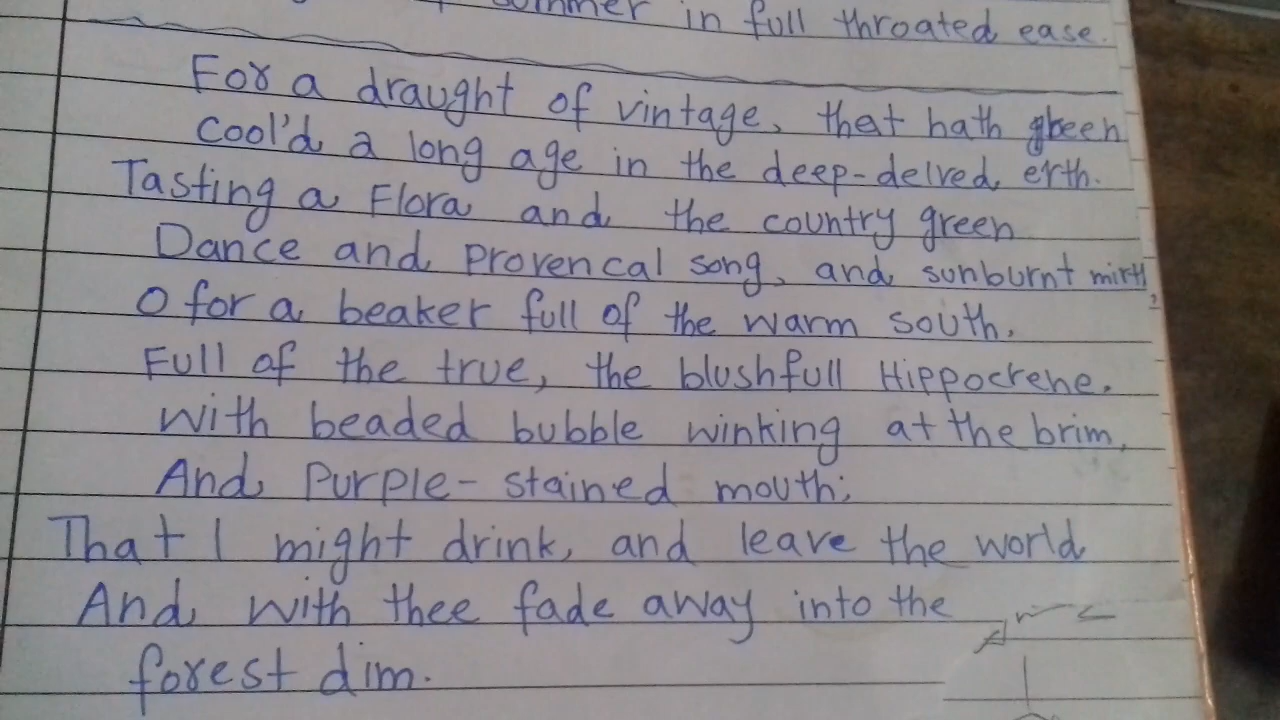 summer in full throated ease.
For a draught of vintage, that hath been
Cool'd a long age in the deep-delved erth.
Tasting a Flora and the country green
Dance and Provencal song, and sunburnt mirth,
O for a beaker full of the warm south,
Full of the true, the blushfull Hippocrene.
With beaded bubble winking at the brim,
And Purple-stained mouth;
That I might drink, and leave the world
And with thee fade away into the
forest dim.